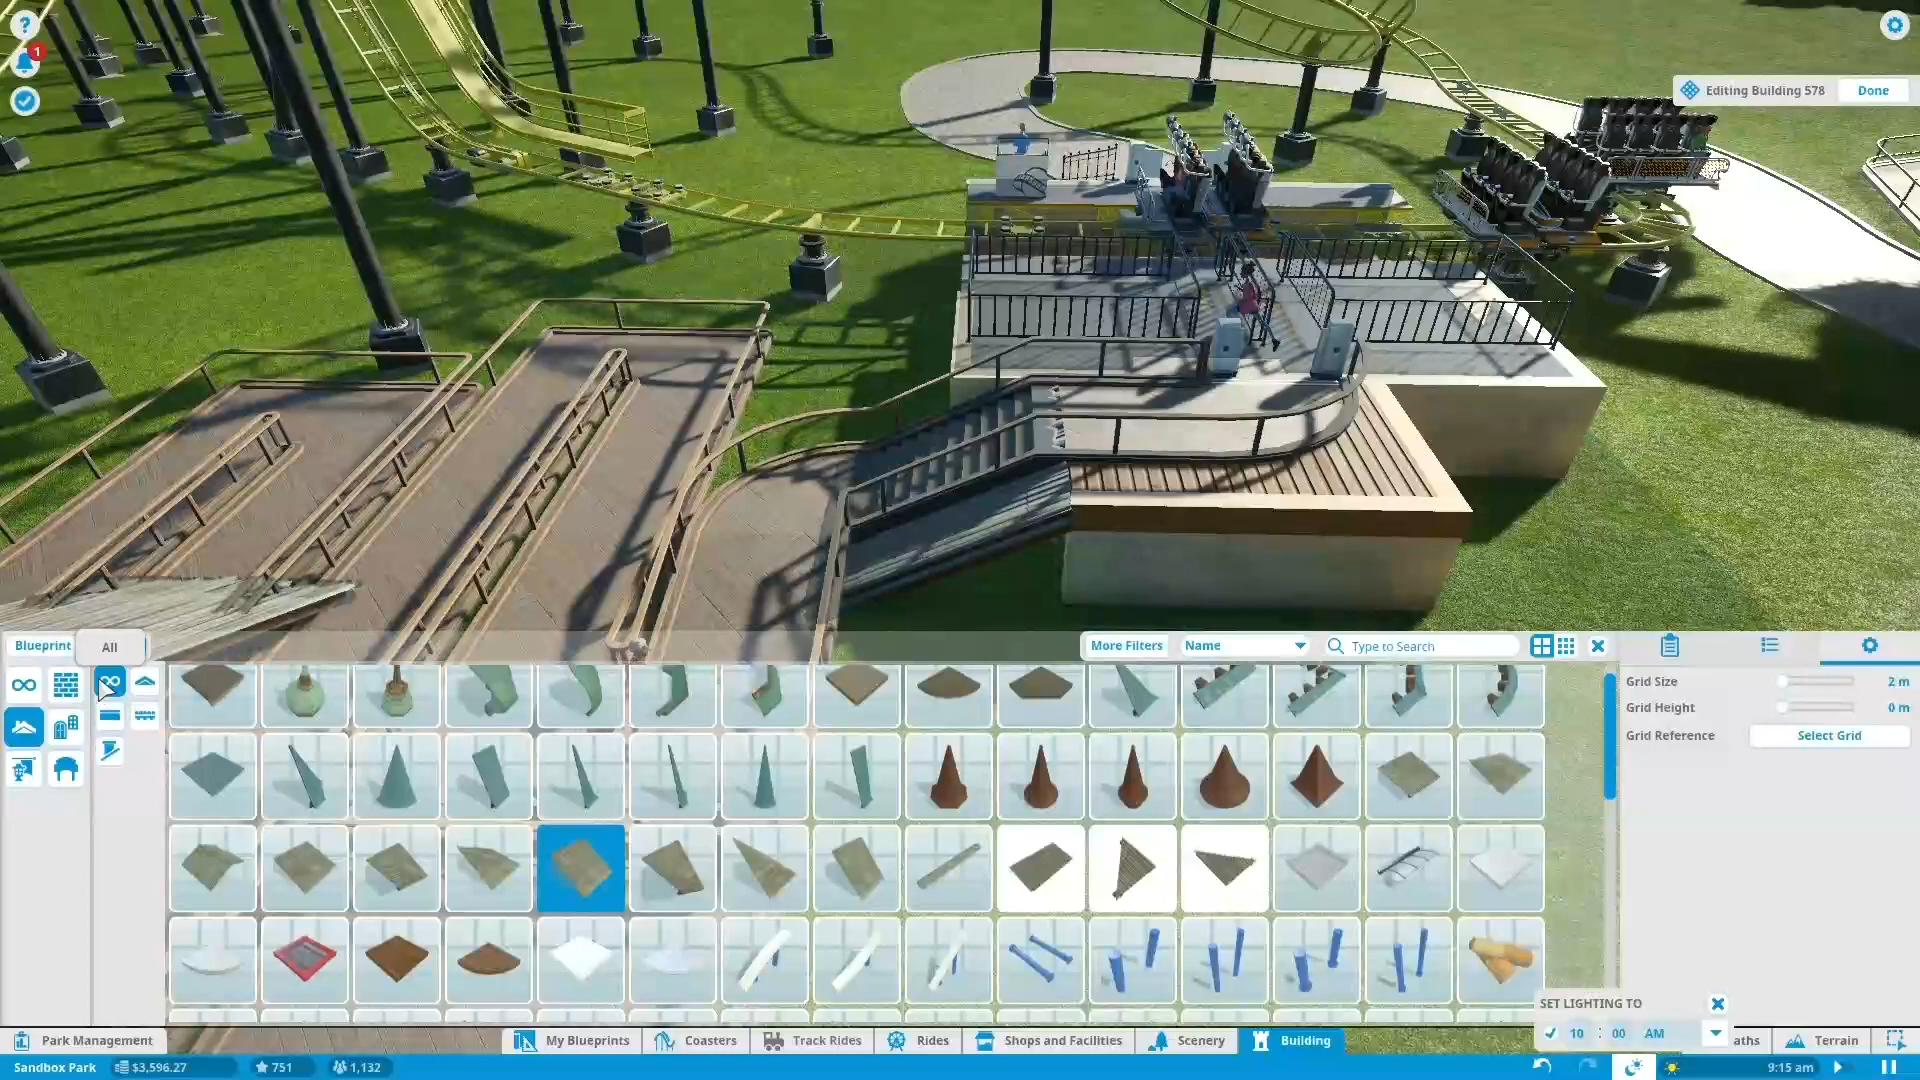 ?
1
Editing Building 578
Done
Blueprint
All
More Filters
Name
Type to Search
Grid Size
2 m
Grid Height
0 m
Grid Reference
Select Grid
SET LIGHTING TO
10 : 00 AM
Park Management
My Blueprints
Coasters
Track Rides
Rides
Shops and Facilities
Scenery
Building
aths
Terrain
Sandbox Park
$3,596.27
751
1,132
9:15 am